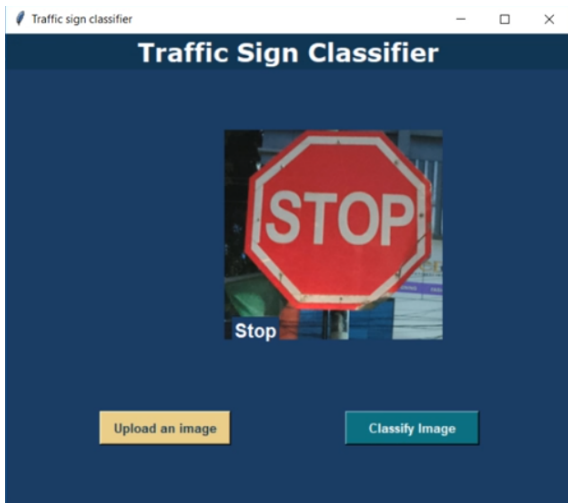 Traffic sign classifier
Traffic Sign Classifier
STOP
Stop
Upload an image
Classify Image